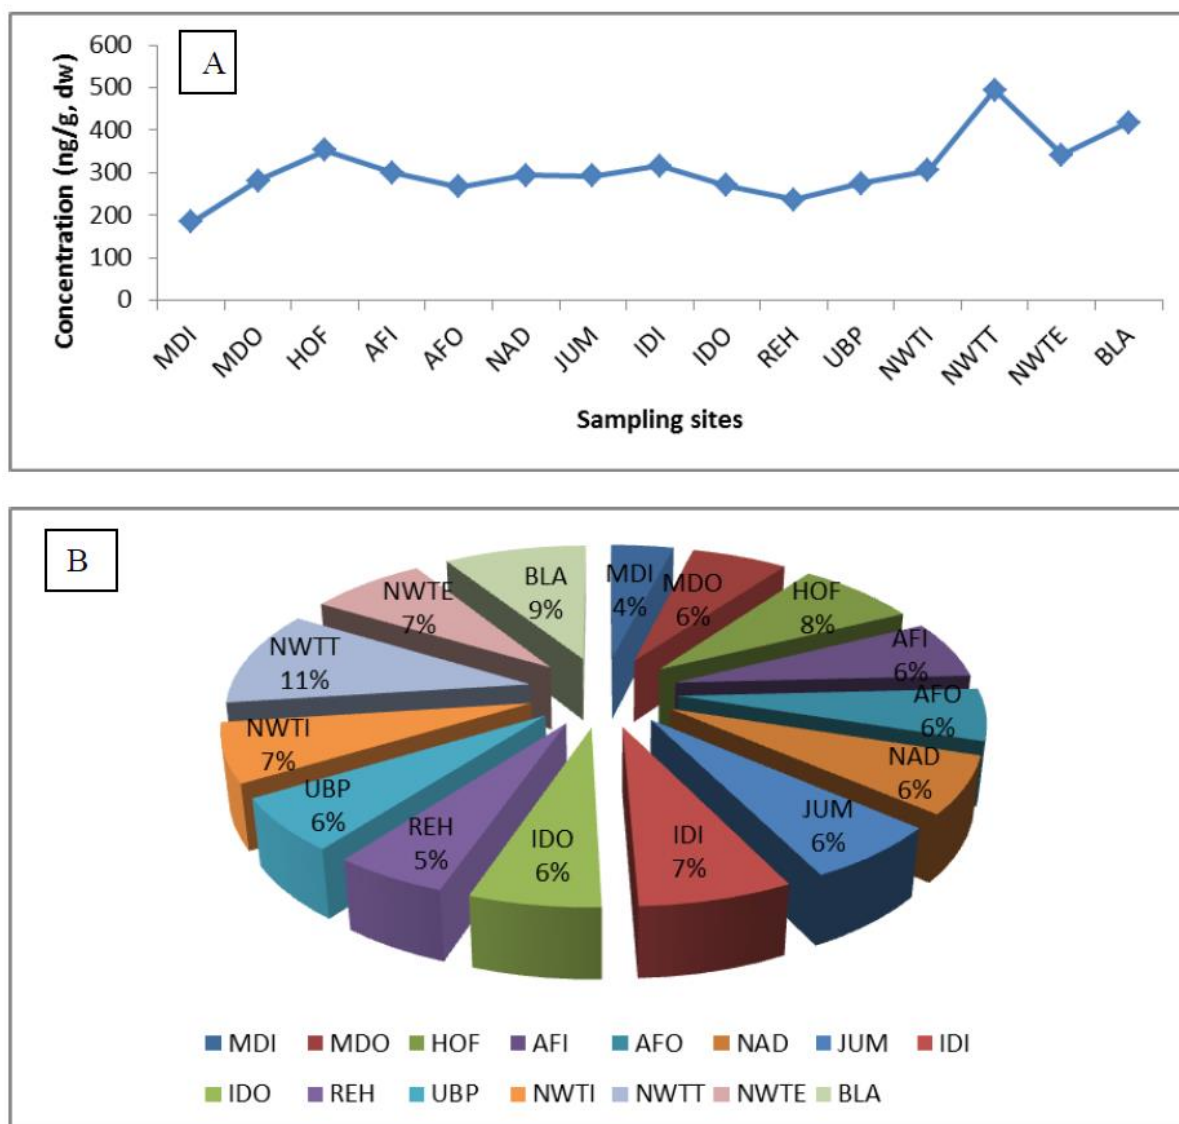 A
Concentration (ng/g, dw)
600
500
400
300
200
100
0
MDI
MDO
HOF
AFI
AFO
NAD
JUM
IDI
IDO
REH
UBP
NWTI
NWTT
NWTE
BLA
Sampling sites
B
MDI
4%
MDO
6%
HOF
8%
AFI
6%
AFO
6%
NAD
6%
JUM
6%
IDI
7%
IDO
6%
REH
5%
UBP
6%
NWTI
7%
NWTT
11%
NWTE
7%
BLA
9%
MDI MDO HOF AFI AFO NAD JUM IDI
IDO REH UBP NWTI NWTT NWTE BLA